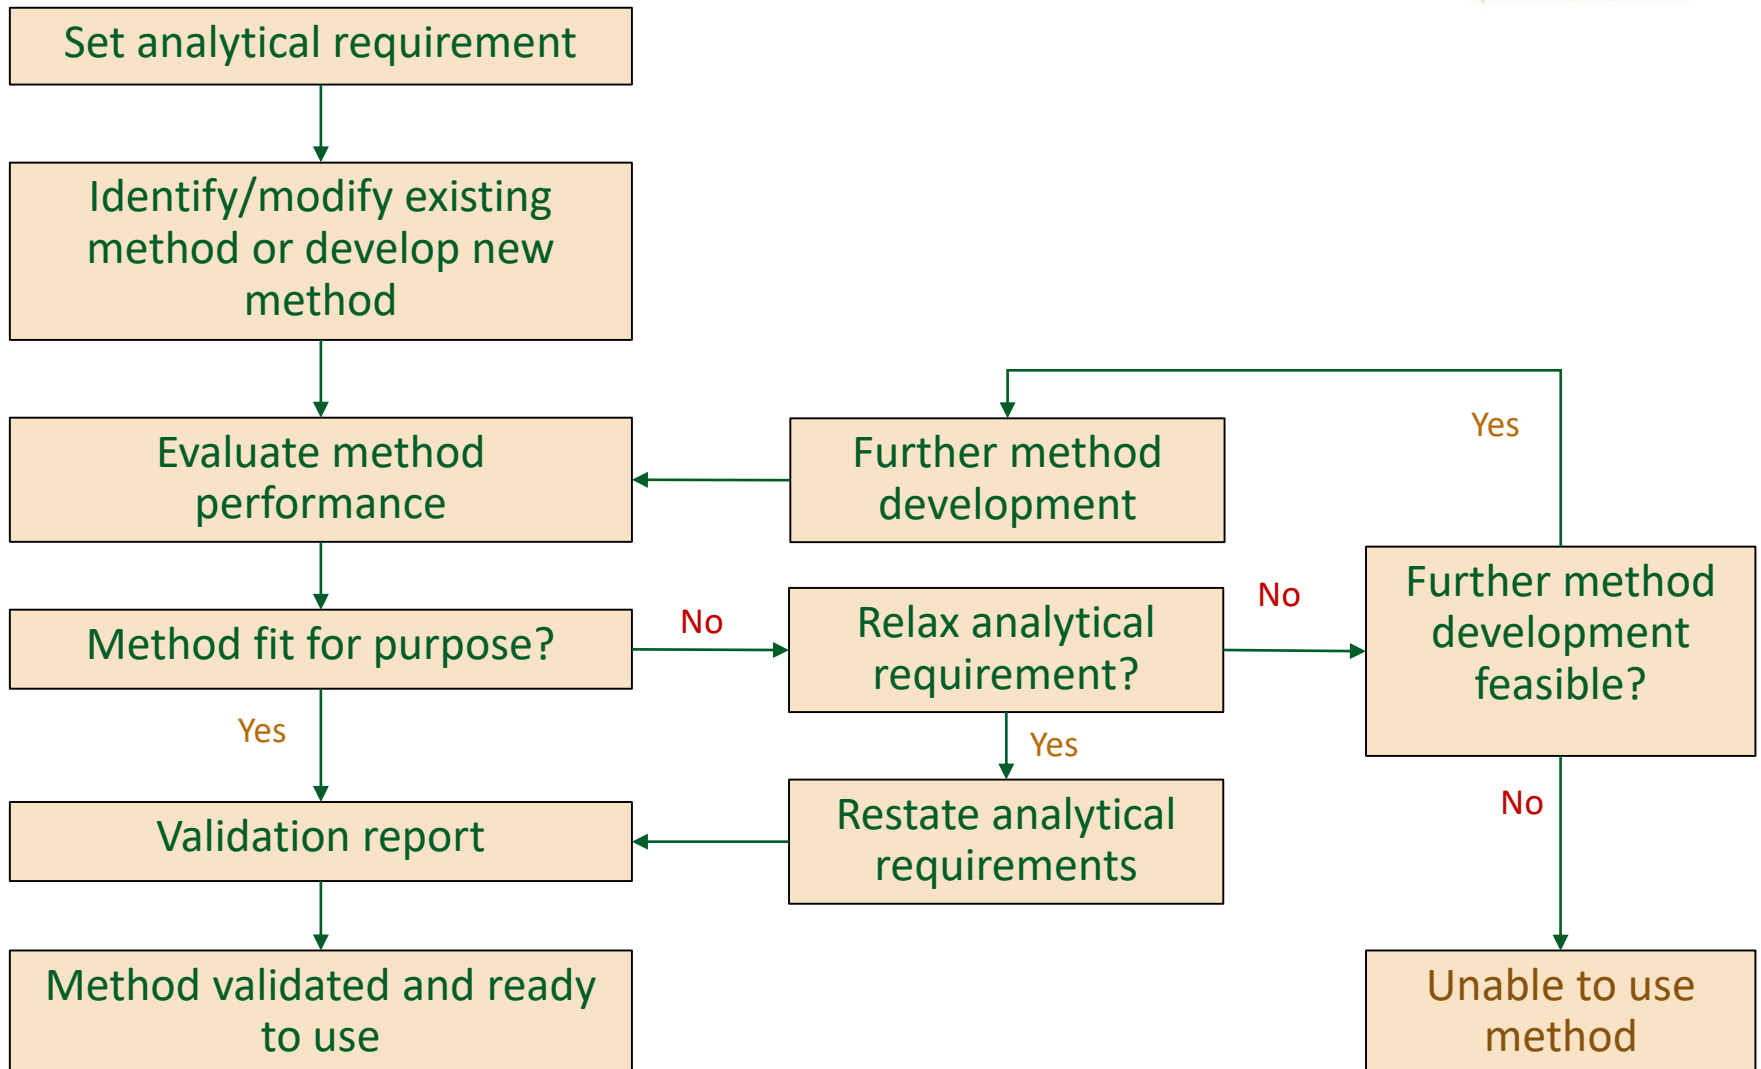 Set analytical requirement
Identify/modify existing
method or develop new
method
Evaluate method
performance
Further method
development
Yes
Method fit for purpose?
No
Relax analytical
requirement?
No
Further method
development
feasible?
Yes
Yes
No
Validation report
Restate analytical
requirements
Method validated and ready
to use
Unable to use
method